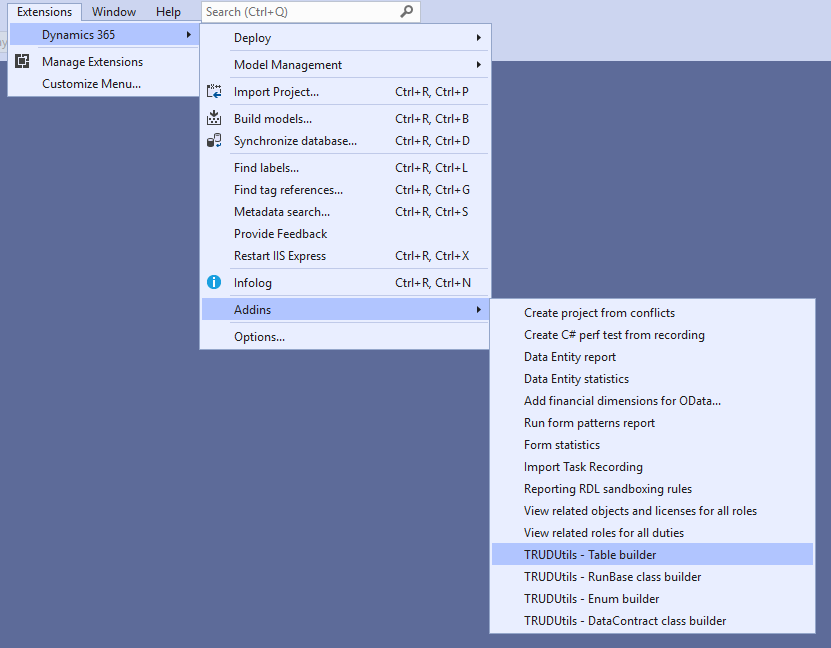 Extensions Window Help Search (Ctrl+Q)
Dynamics 365
Manage Extensions
Customize Menu...
Deploy
Model Management
Import Project... Ctrl+R, Ctrl+P
Build models... Ctrl+R, Ctrl+B
Synchronize database... Ctrl+R, Ctrl+D
Find labels... Ctrl+R, Ctrl+L
Find tag references... Ctrl+R, Ctrl+G
Metadata search... Ctrl+R, Ctrl+S
Provide Feedback
Restart IIS Express Ctrl+R, Ctrl+X
Infolog Ctrl+R, Ctrl+N
Addins
Options...
Create project from conflicts
Create C# perf test from recording
Data Entity report
Data Entity statistics
Add financial dimensions for OData...
Run form patterns report
Form statistics
Import Task Recording
Reporting RDL sandboxing rules
View related objects and licenses for all roles
View related roles for all duties
TRUDUtils - Table builder
TRUDUtils - RunBase class builder
TRUDUtils - Enum builder
TRUDUtils - DataContract class builder